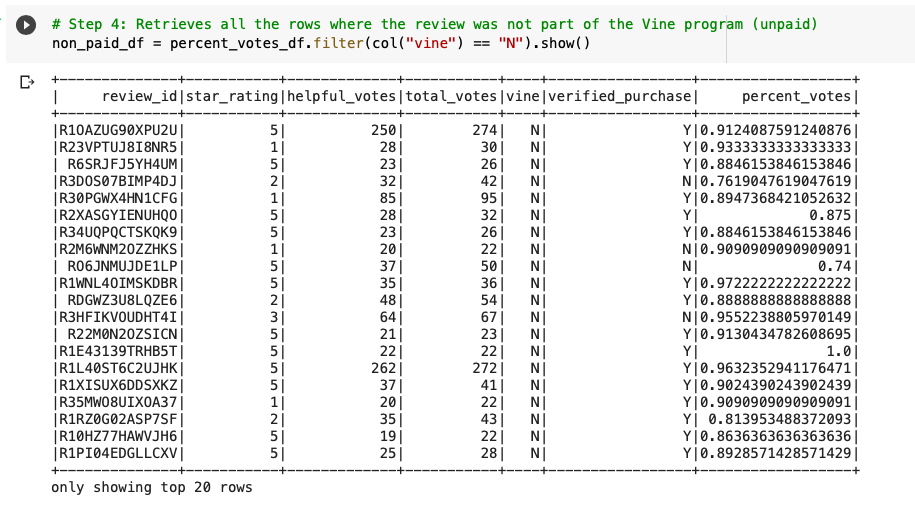 # Step 4: Retrieves all the rows where the review was not part of the Vine program (unpaid)
non_paid_df = percent_votes_df.filter(col("vine") == "N").show()
+--------------+-----------+-------------+-----------+----+-----------------+------------------+
|     review_id|star_rating|helpful_votes|total_votes|vine|verified_purchase|     percent_votes|
+--------------+-----------+-------------+-----------+----+-----------------+------------------+
|R1OAZUG90XPU2U|          5|          250|        274|   N|                Y|0.9124087591240876|
|R23VPTUJ8I8NR5|          1|           28|         30|   N|                Y|0.9333333333333333|
| R6SRJFJ5YH4UM|          5|           23|         26|   N|                Y|0.8846153846153846|
|R3DOS07BIMP4DJ|          2|           32|         42|   N|                N|0.7619047619047619|
|R30PGWX4HN1CFG|          1|           85|         95|   N|                Y|0.8947368421052632|
|R2XASGYIENUHQO|          5|           28|         32|   N|                Y|             0.875|
|R34UQPQCTSKQK9|          5|           23|         26|   N|                Y|0.8846153846153846|
|R2M6WNM2OZZHKS|          1|           20|         22|   N|                N|0.9090909090909091|
| RO6JNMUJDE1LP|          5|           37|         50|   N|                N|              0.74|
|R1WNL4OIMSKDBR|          5|           35|         36|   N|                Y|0.9722222222222222|
| RDGWZ3U8LQZE6|          2|           48|         54|   N|                Y|0.8888888888888888|
|R3HFIKVOUDHT4I|          3|           64|         67|   N|                N|0.9552238805970149|
| R22M0N2OZSICN|          5|           21|         23|   N|                Y|0.9130434782608695|
|R1E43139TRHB5T|          5|           22|         22|   N|                Y|               1.0|
|R1L40ST6C2UJHK|          5|          262|        272|   N|                Y|0.9632352941176471|
|R1XISUX6DDSXKZ|          5|           37|         41|   N|                Y|0.9024390243902439|
|R35MWO8UIXOA37|          1|           20|         22|   N|                Y|0.9090909090909091|
|R1RZ0G02ASP7SF|          2|           35|         43|   N|                Y| 0.813953488372093|
|R10HZ77HAWVJH6|          5|           19|         22|   N|                Y|0.8636363636363636|
|R1PI04EDGLLCXV|          5|           25|         28|   N|                Y|0.8928571428571429|
+--------------+-----------+-------------+-----------+----+-----------------+------------------+
only showing top 20 rows